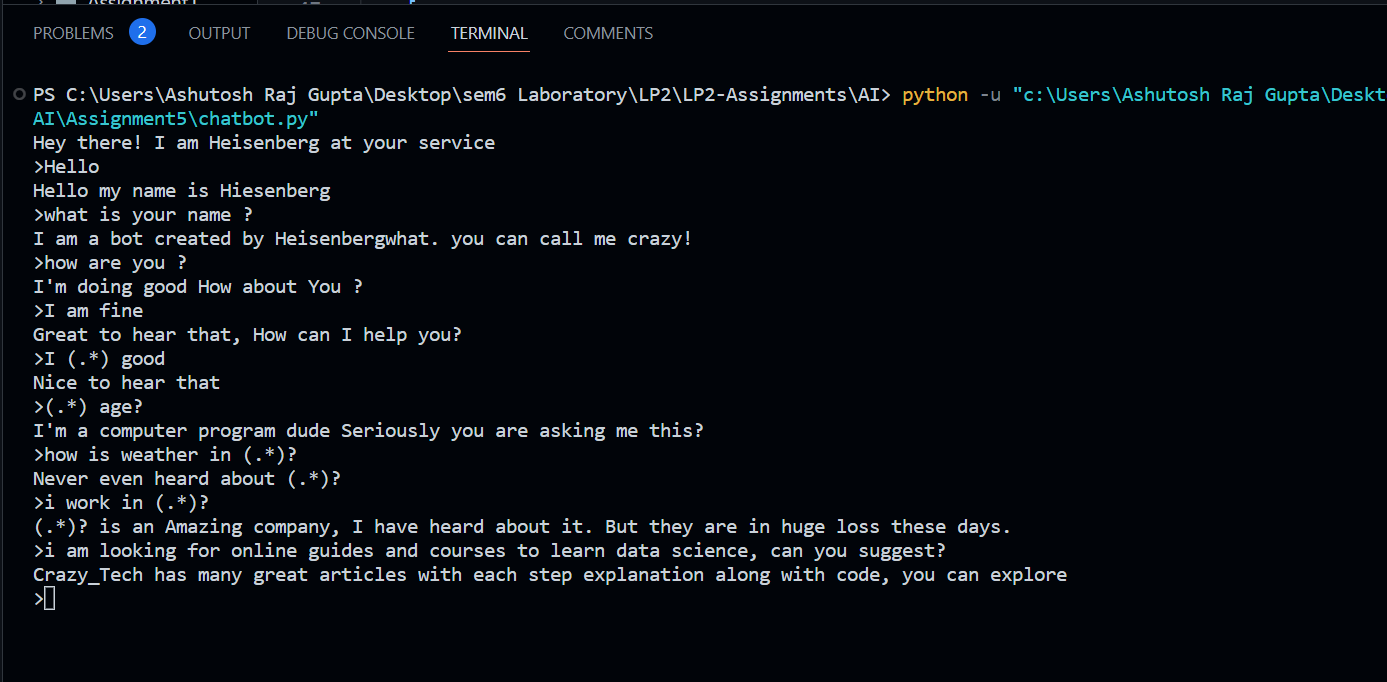 Assignment1
PROBLEMS 2 OUTPUT DEBUG CONSOLE TERMINAL COMMENTS
PS C:\Users\Ashutosh Raj Gupta\Desktop\sem6 Laboratory\LP2\LP2-Assignments\AI> python -u "c:\Users\Ashutosh Raj Gupta\Deskt
AI\Assignment5\chatbot.py"
Hey there! I am Heisenberg at your service
>Hello
Hello my name is Hiesenberg
>what is your name ?
I am a bot created by Heisenbergwhat. you can call me crazy!
>how are you ?
I'm doing good How about You ?
>I am fine
Great to hear that, How can I help you?
>I (.*) good
Nice to hear that
>(.*) age?
I'm a computer program dude Seriously you are asking me this?
>how is weather in (.*)?
Never even heard about (.*)?
>i work in (.*)?
(.*)? is an Amazing company, I have heard about it. But they are in huge loss these days.
>i am looking for online guides and courses to learn data science, can you suggest?
Crazy_Tech has many great articles with each step explanation along with code, you can explore
>